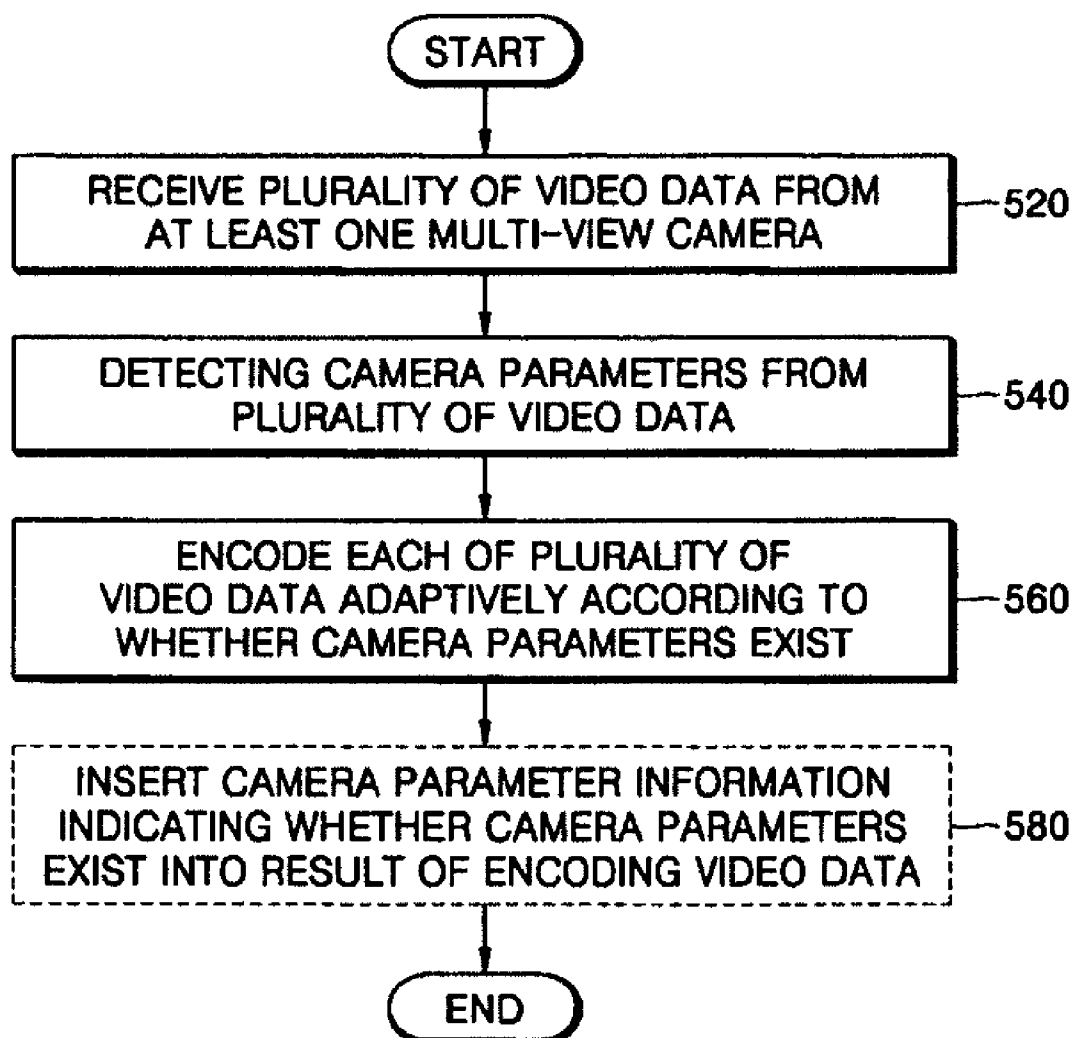 START
RECEIVE PLURALITY OF VIDEO DATA FROM
AT LEAST ONE MULTI-VIEW CAMERA
520
DETECTING CAMERA PARAMETERS FROM
PLURALITY OF VIDEO DATA
540
ENCODE EACH OF PLURALITY OF
VIDEO DATA ADAPTIVELY ACCORDING TO
WHETHER CAMERA PARAMETERS EXIST
560
INSERT CAMERA PARAMETER INFORMATION
INDICATING WHETHER CAMERA PARAMETERS
EXIST INTO RESULT OF ENCODING VIDEO DATA
580
END